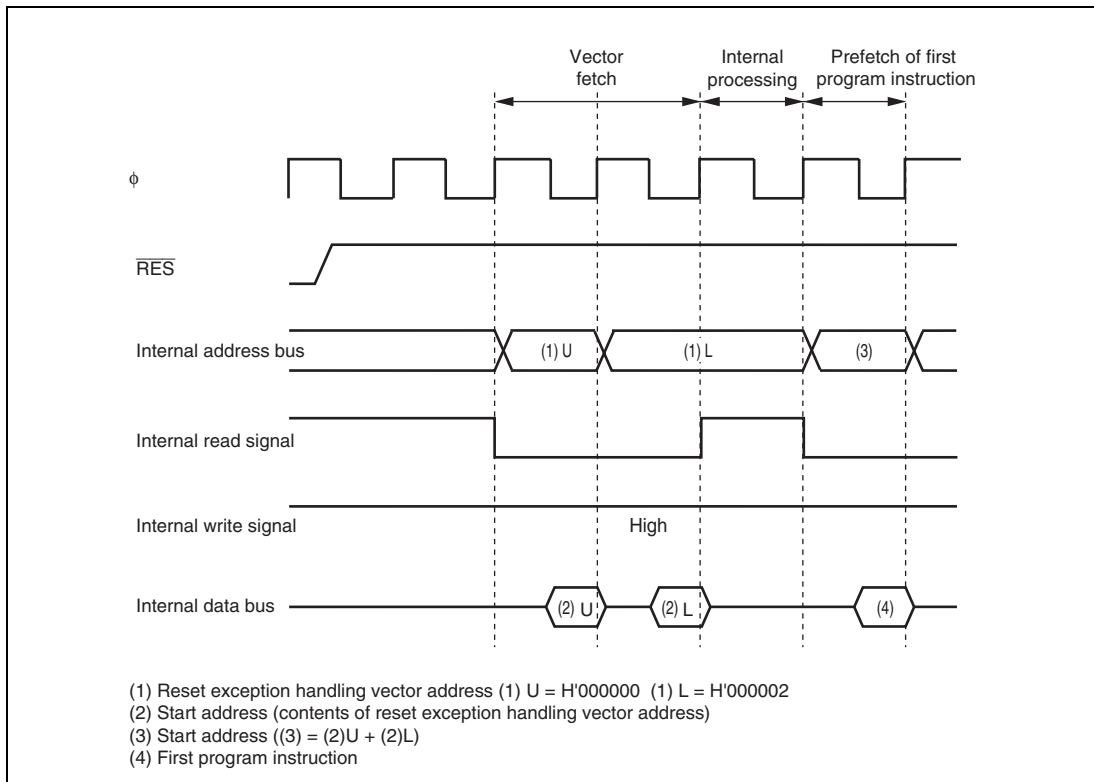 Vector
fetch
Internal
processing
Prefetch of first
program instruction
ϕ
RES
Internal address bus
(1) U
(1) L
(3)
Internal read signal
Internal write signal
High
Internal data bus
(2) U
(2) L
(4)
(1) Reset exception handling vector address (1) U = H'000000 (1) L = H'000002
(2) Start address (contents of reset exception handling vector address)
(3) Start address ((3) = (2)U + (2)L)
(4) First program instruction